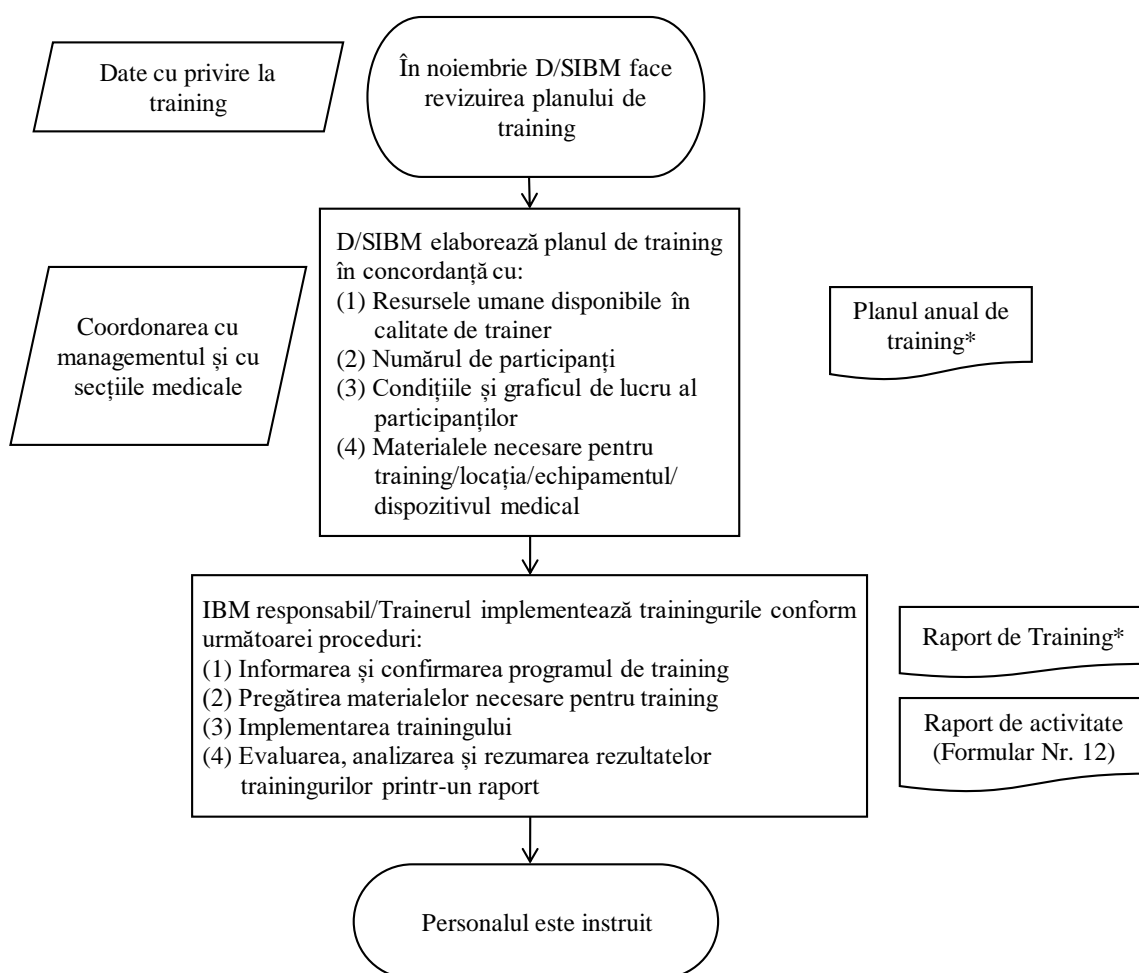 Date cu privire la
training
În noiembrie D/SIBM face
revizuirea planului de
training
D/SIBM elaborează planul de training
în concordanță cu:
(1) Resursele umane disponibile în
calitate de trainer
(2) Numărul de participanți
(3) Condițiile și graficul de lucru al
participanților
(4) Materialele necesare pentru
training/locația/echipamentul/
dispozitivul medical
Coordonarea cu
managementul și cu
secțiile medicale
Planul anual de
training*
IBM responsabil/Trainerul implementează trainingurile conform
următoarei proceduri:
(1) Informarea și confirmarea programul de training
(2) Pregătirea materialelor necesare pentru training
(3) Implementarea trainingului
(4) Evaluarea, analizarea și rezumarea rezultatelor
trainingurilor printr-un raport
Raport de Training*
Raport de activitate
(Formular Nr. 12)
Personalul este instruit